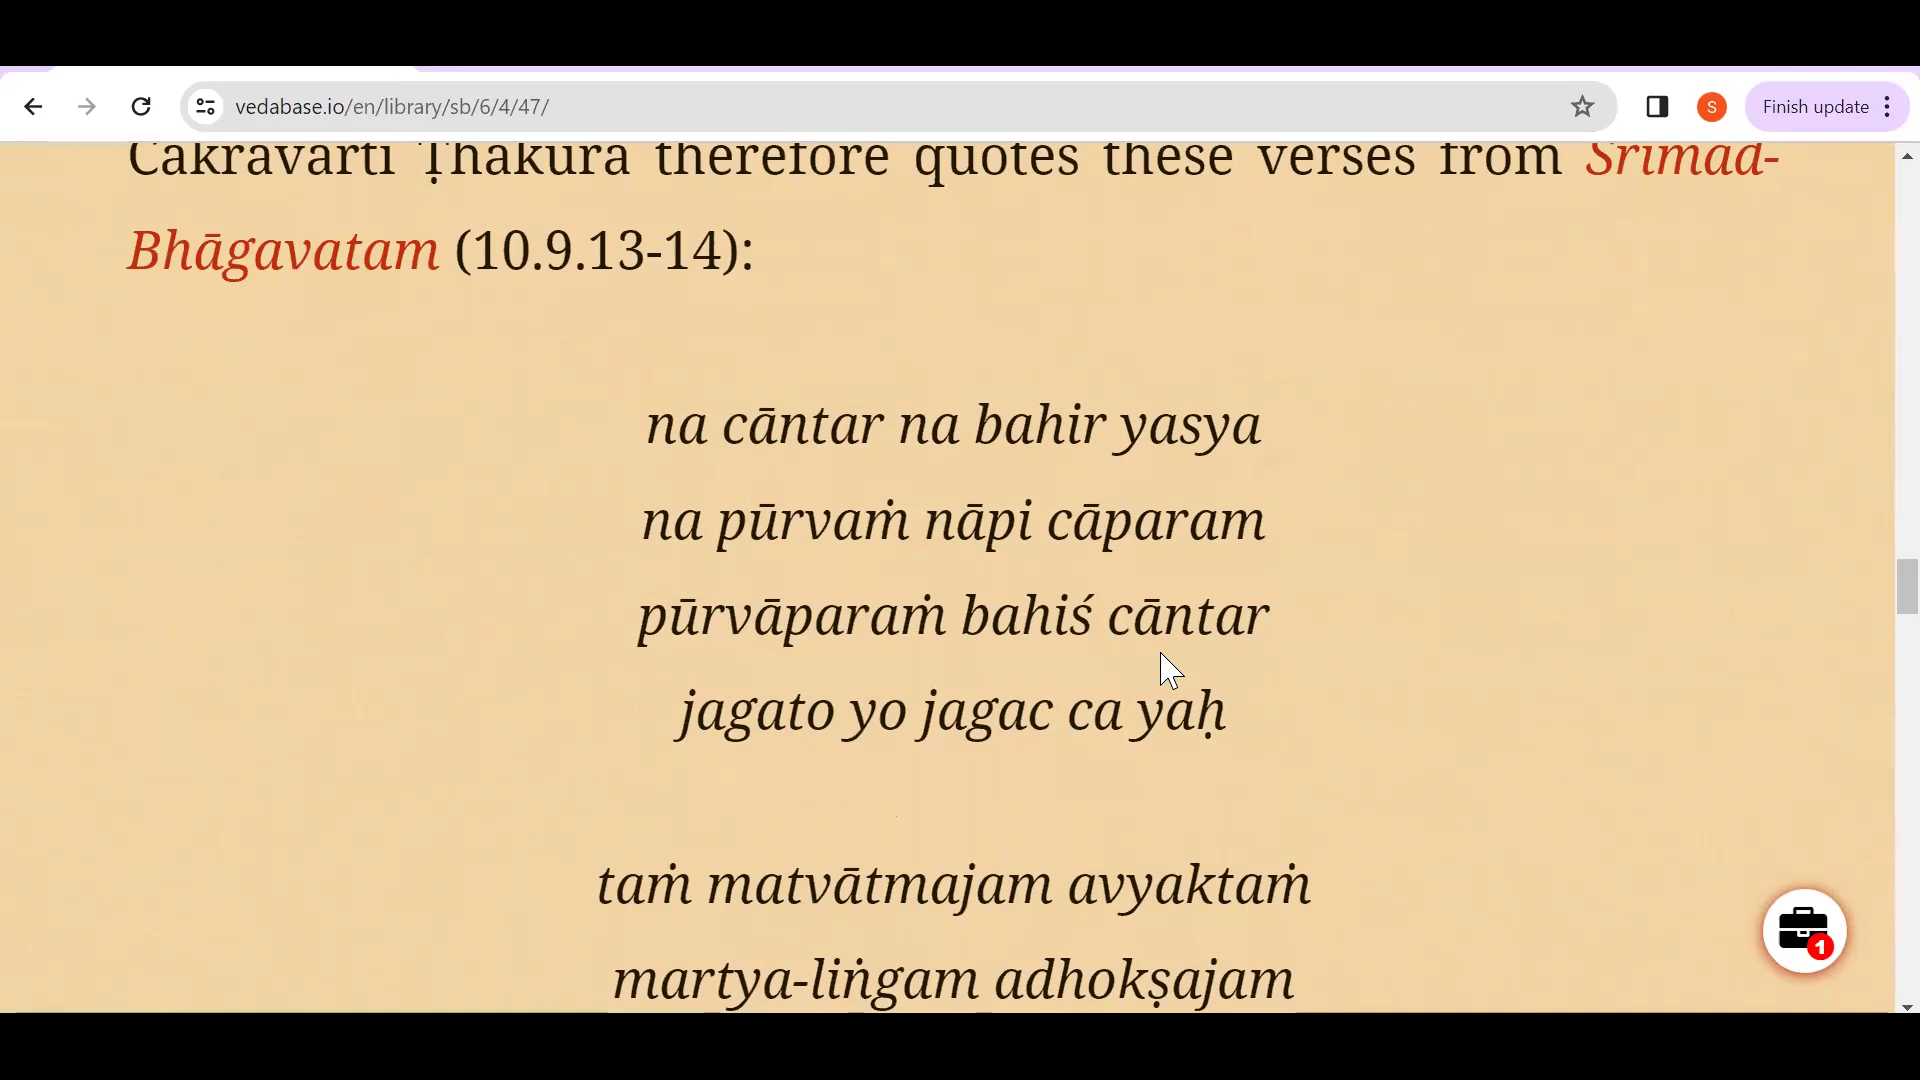 vedabase.io/en/library/sb/6/4/47/
S
Finish update
Cakravartī Ṭhākura therefore quotes these verses from Śrīmad-
Bhāgavatam (10.9.13-14):
na cāntar na bahir yasya
na pūrvaṁ nāpi cāparam
pūrvāparaṁ bahiś cāntar
jagato yo jagac ca yaḥ
taṁ matvātmajam avyaktaṁ
martya-liṅgam adhokṣajam
1